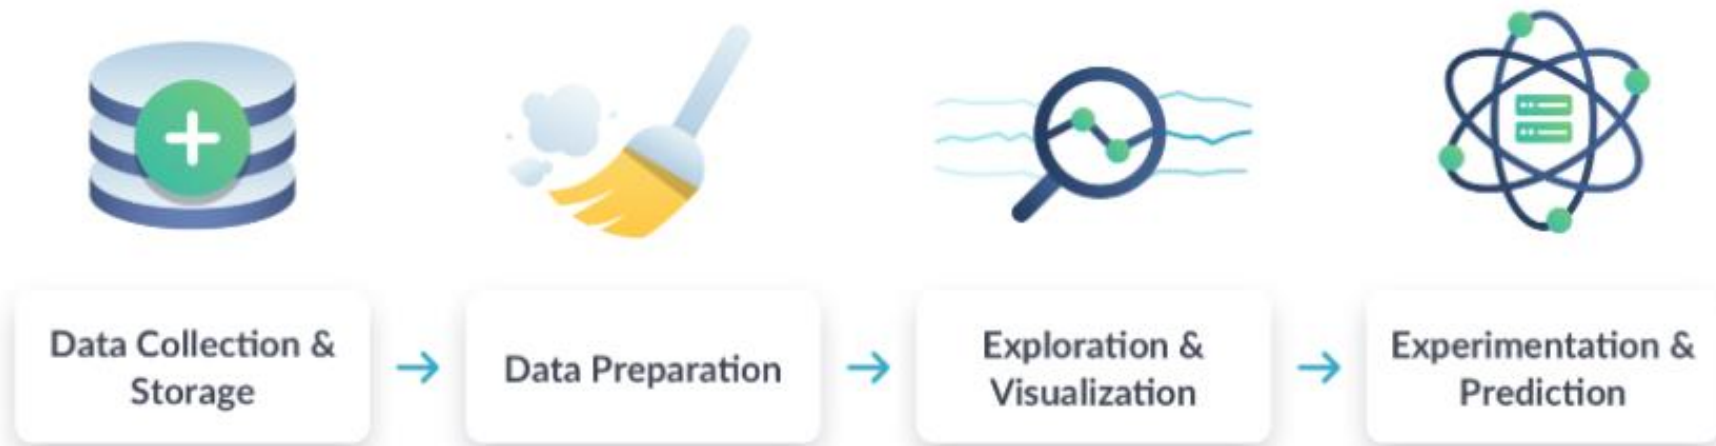 Data Collection &
Storage
Data Preparation
Exploration &
Visualization
Experimentation &
Prediction